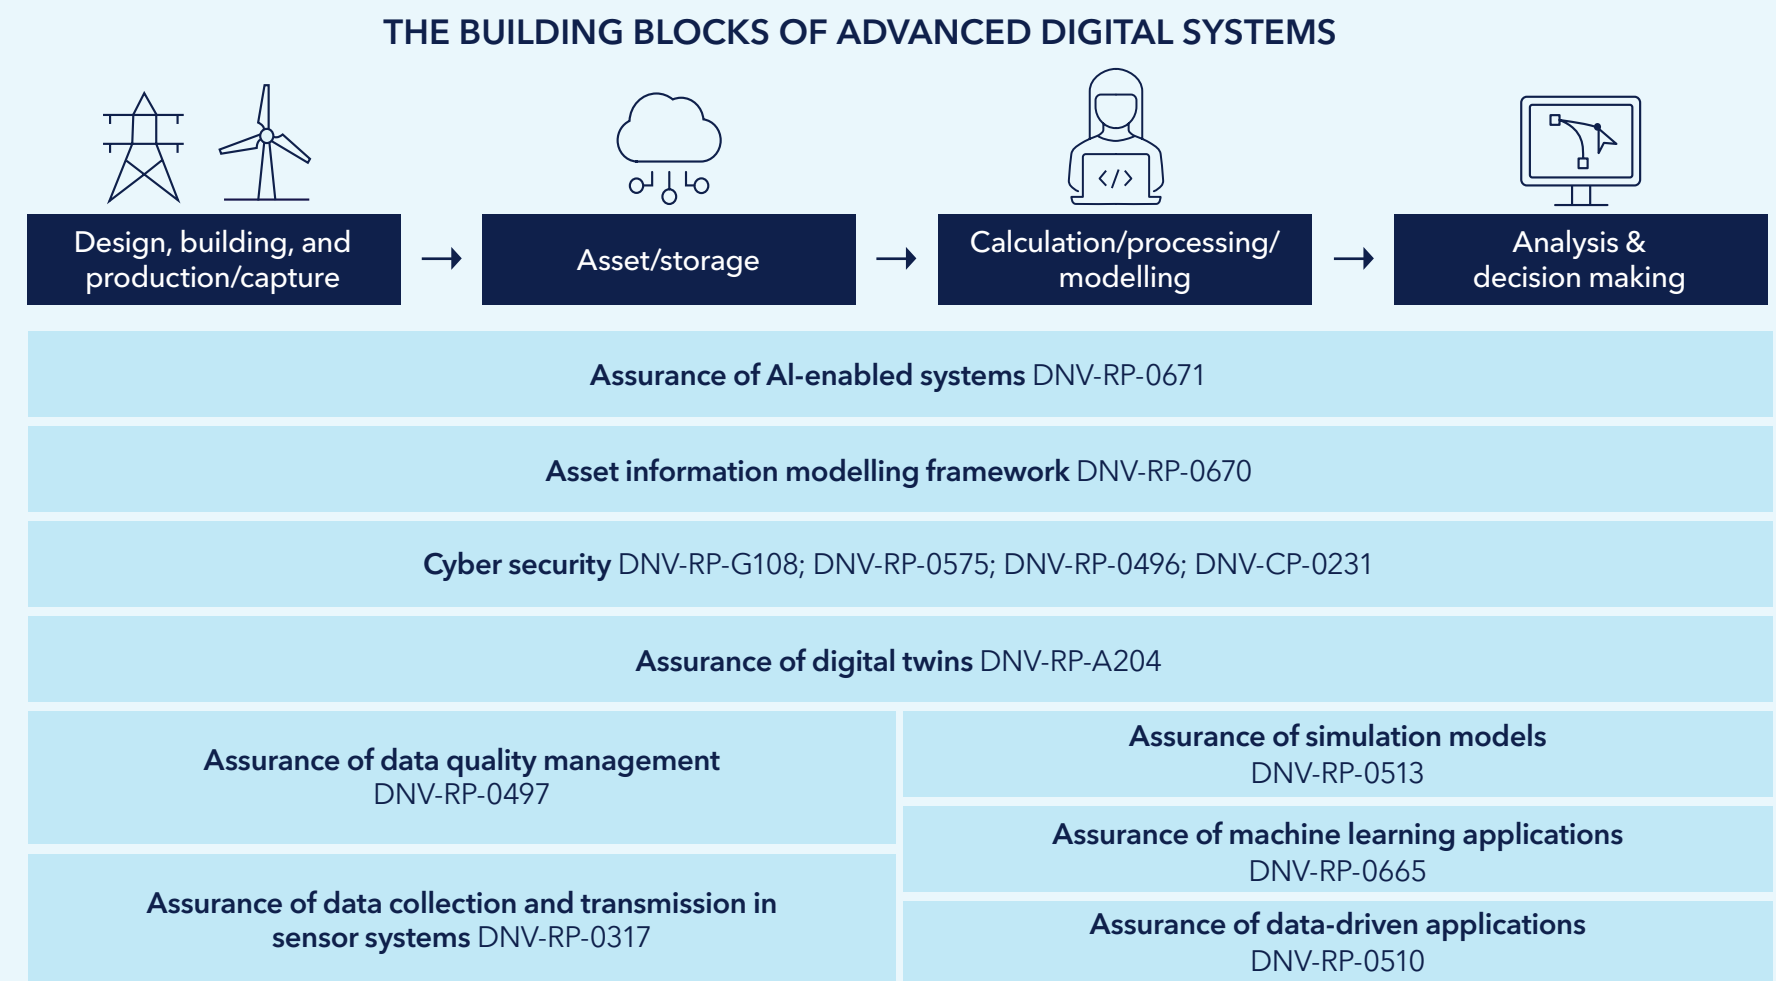 THE BUILDING BLOCKS OF ADVANCED DIGITAL SYSTEMS
</>
Design, building, and
production/capture
Asset/storage
Calculation/processing/
modelling
Analysis &
decision making
Assurance of AI-enabled systems DNV-RP-0671
Asset information modelling framework DNV-RP-0670
Cyber security DNV-RP-G108; DNV-RP-0575; DNV-RP-0496; DNV-CP-0231
Assurance of digital twins DNV-RP-A204
Assurance of data quality management
DNV-RP-0497
Assurance of data collection and transmission in
sensor systems DNV-RP-0317
Assurance of simulation models
DNV-RP-0513
Assurance of machine learning applications
DNV-RP-0665
Assurance of data-driven applications
DNV-RP-0510